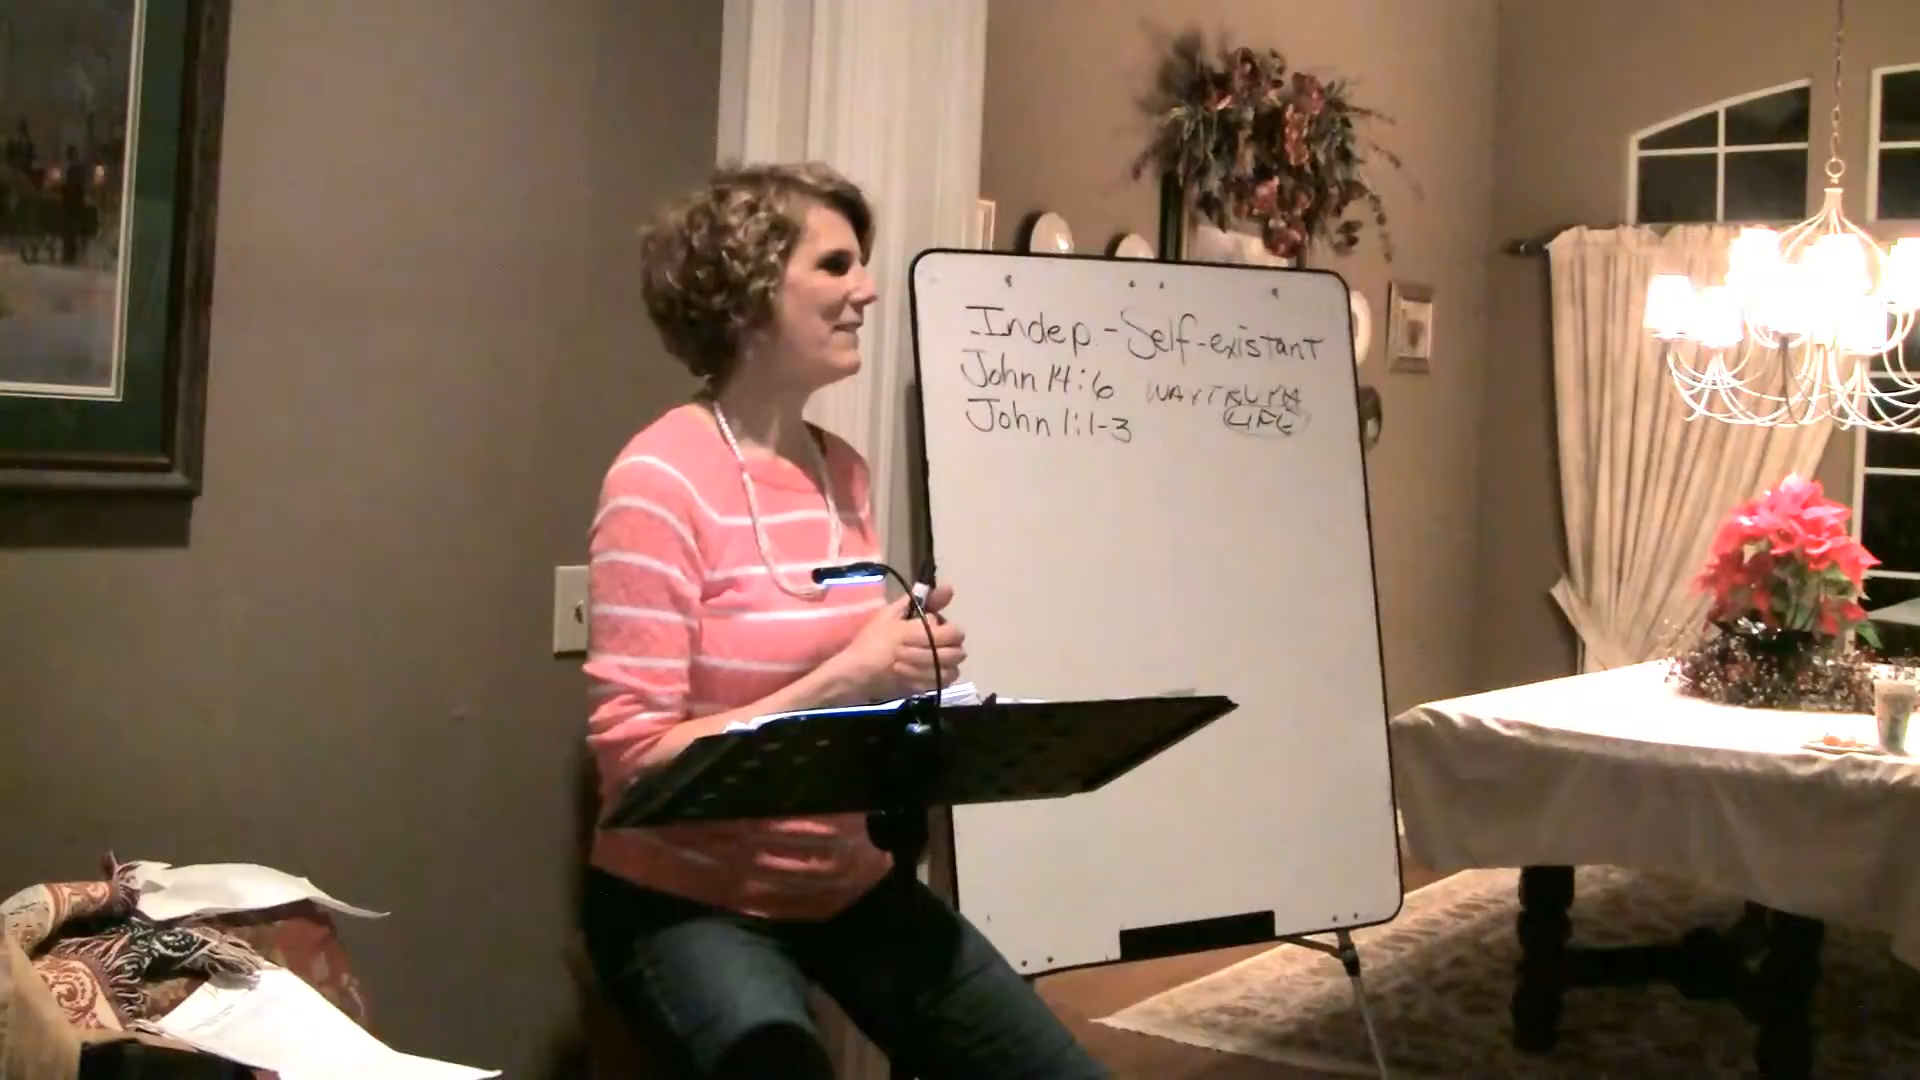 Indep.-Self-existant
John 14:6 WAY TRUTH
LIFE
John 1:1-3